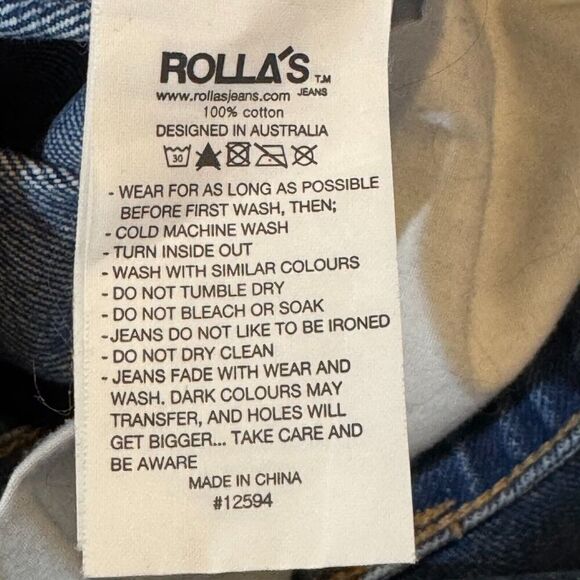 ROLLA'S T.M
www.rollasjeans.com JEANS
100% cotton
DESIGNED IN AUSTRALIA
30
- WEAR FOR AS LONG AS POSSIBLE
BEFORE FIRST WASH, THEN;
- COLD MACHINE WASH
- TURN INSIDE OUT
- WASH WITH SIMILAR COLOURS
- DO NOT TUMBLE DRY
- DO NOT BLEACH OR SOAK
-JEANS DO NOT LIKE TO BE IRONED
- DO NOT DRY CLEAN
- JEANS FADE WITH WEAR AND
WASH. DARK COLOURS MAY
TRANSFER, AND HOLES WILL
GET BIGGER... TAKE CARE AND
BE AWARE
MADE IN CHINA
#12594